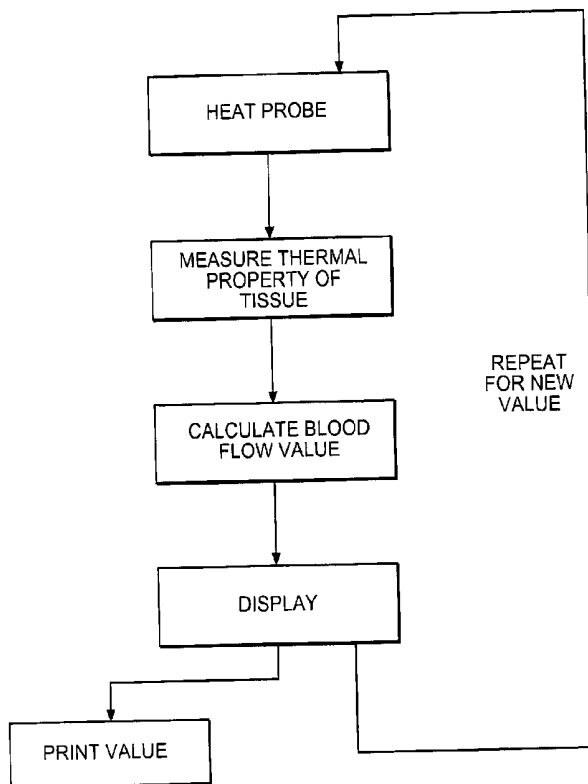 HEAT PROBE
MEASURE THERMAL
PROPERTY OF
TISSUE
REPEAT
FOR NEW
VALUE
CALCULATE BLOOD
FLOW VALUE
DISPLAY
PRINT VALUE